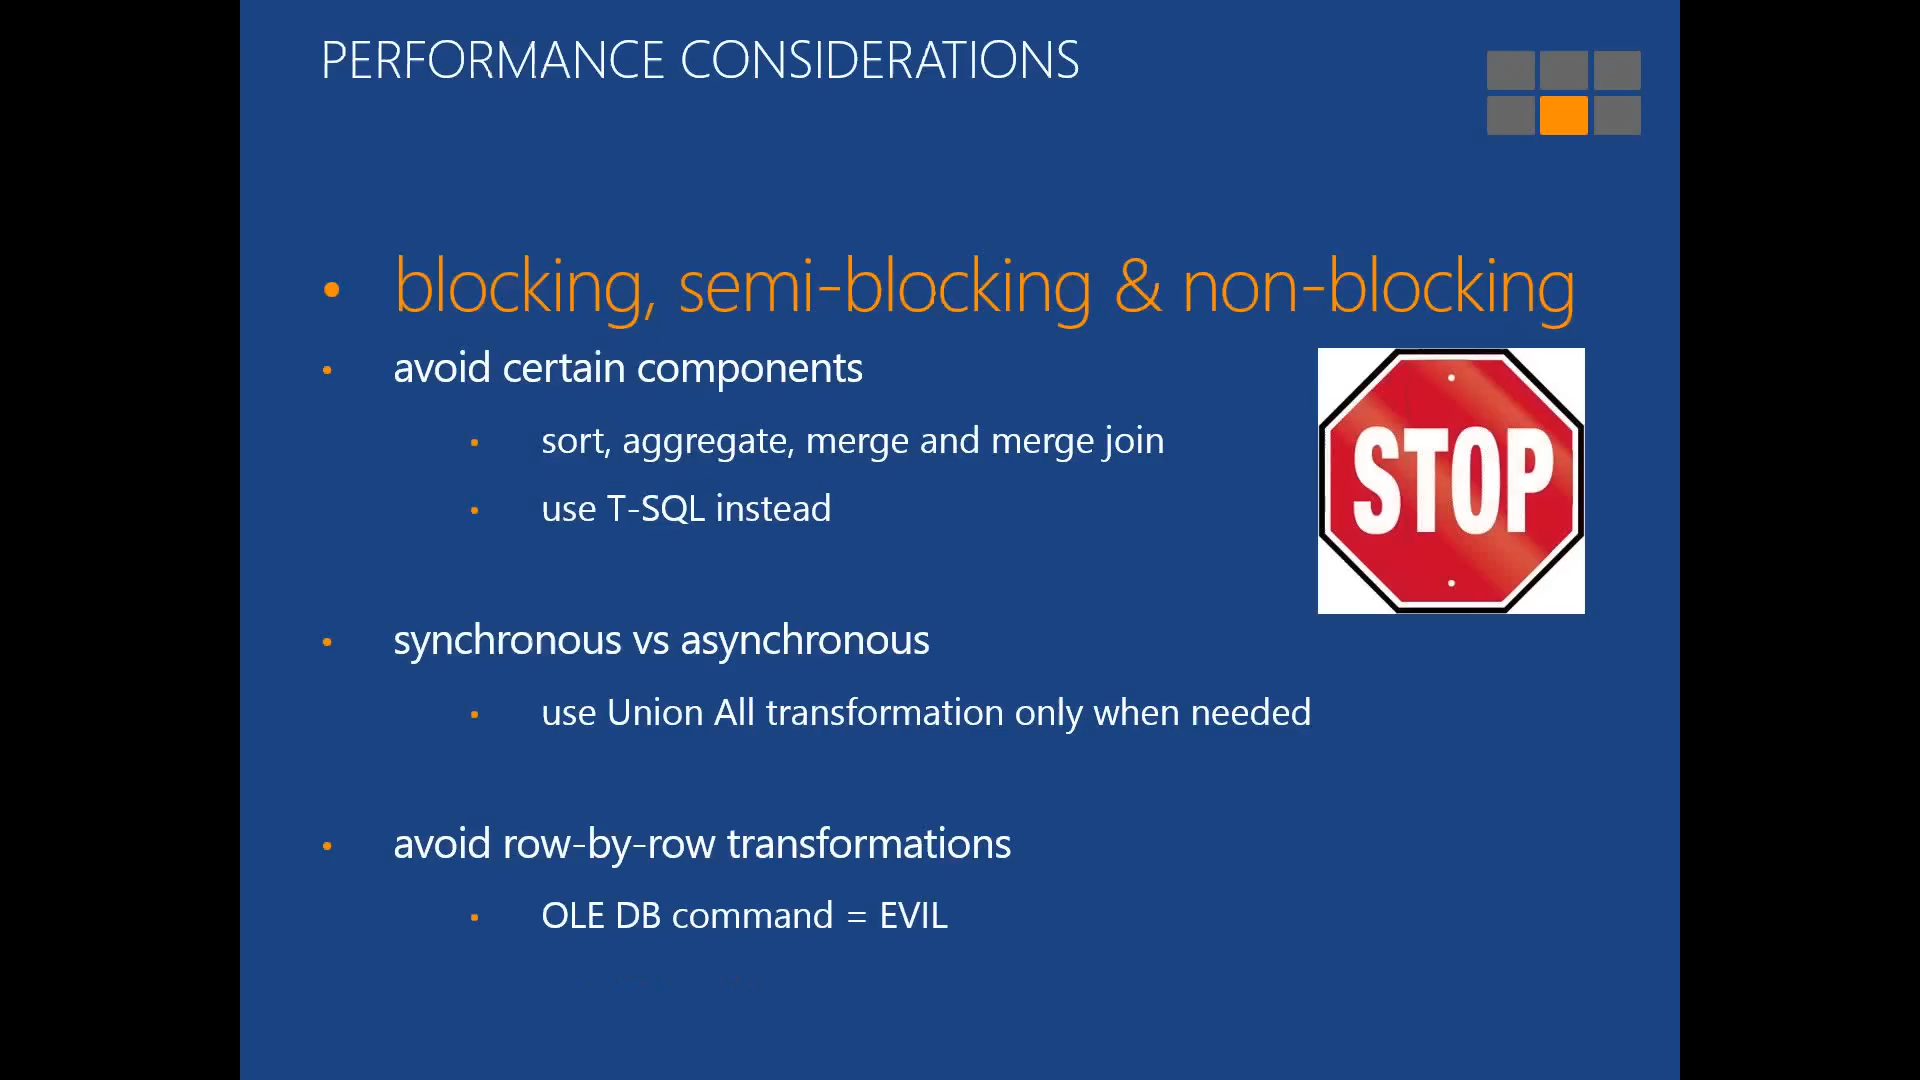 PERFORMANCE CONSIDERATIONS
blocking, semi-blocking & non-blocking
avoid certain components
sort, aggregate, merge and merge join
use T-SQL instead
STOP
synchronous vs asynchronous
use Union All transformation only when needed
avoid row-by-row transformations
OLE DB command = EVIL